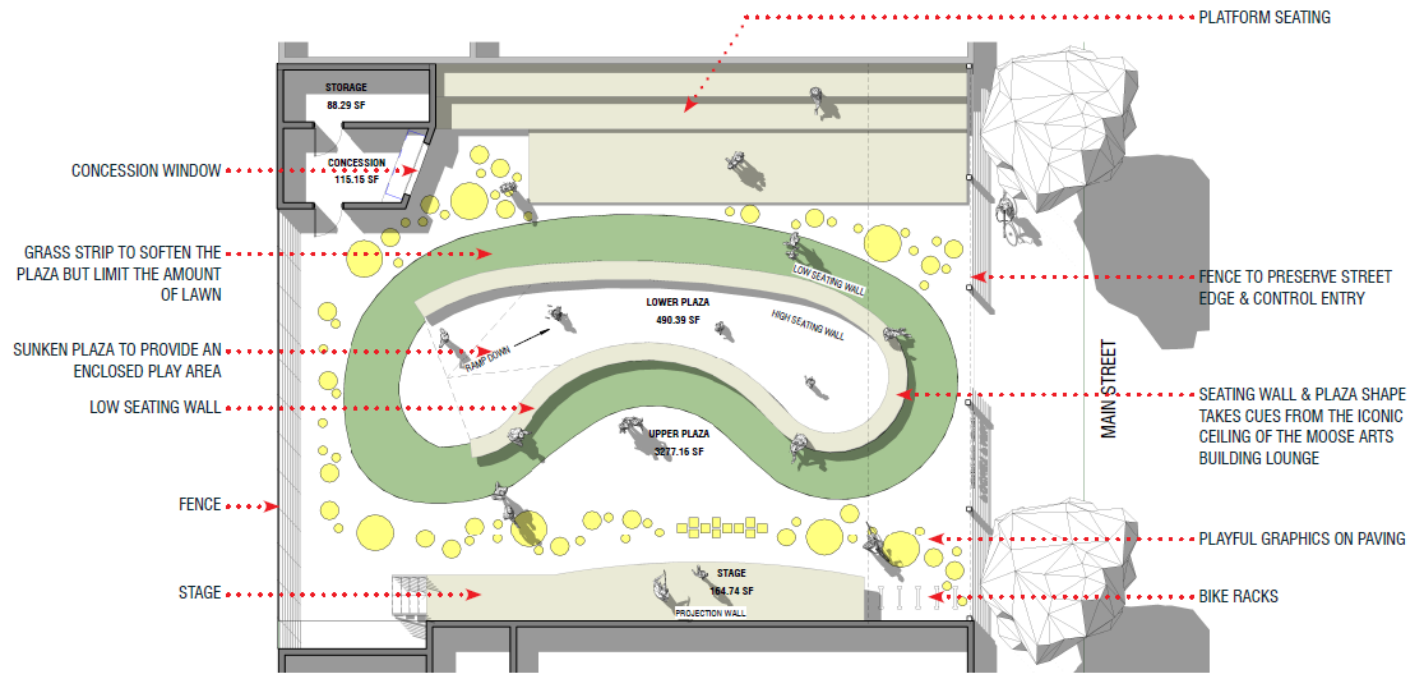 PLATFORM SEATING
STORAGE
88.29 SF
CONCESSION WINDOW
CONCESSION
115.15 SF
GRASS STRIP TO SOFTEN THE
PLAZA BUT LIMIT THE AMOUNT
OF LAWN
LOW SEATING WALL
FENCE TO PRESERVE STREET
EDGE & CONTROL ENTRY
LOWER PLAZA
490.39 SF
HIGH SEATING WALL
SUNKEN PLAZA TO PROVIDE AN
ENCLOSED PLAY AREA
RAMP DOWN
MAIN STREET
LOW SEATING WALL
SEATING WALL & PLAZA SHAPE
TAKES CUES FROM THE ICONIC
CEILING OF THE MOOSE ARTS
BUILDING LOUNGE
UPPER PLAZA
3277.16 SF
FENCE
PLAYFUL GRAPHICS ON PAVING
STAGE
STAGE
164.74 SF
BIKE RACKS
PROJECTION WALL